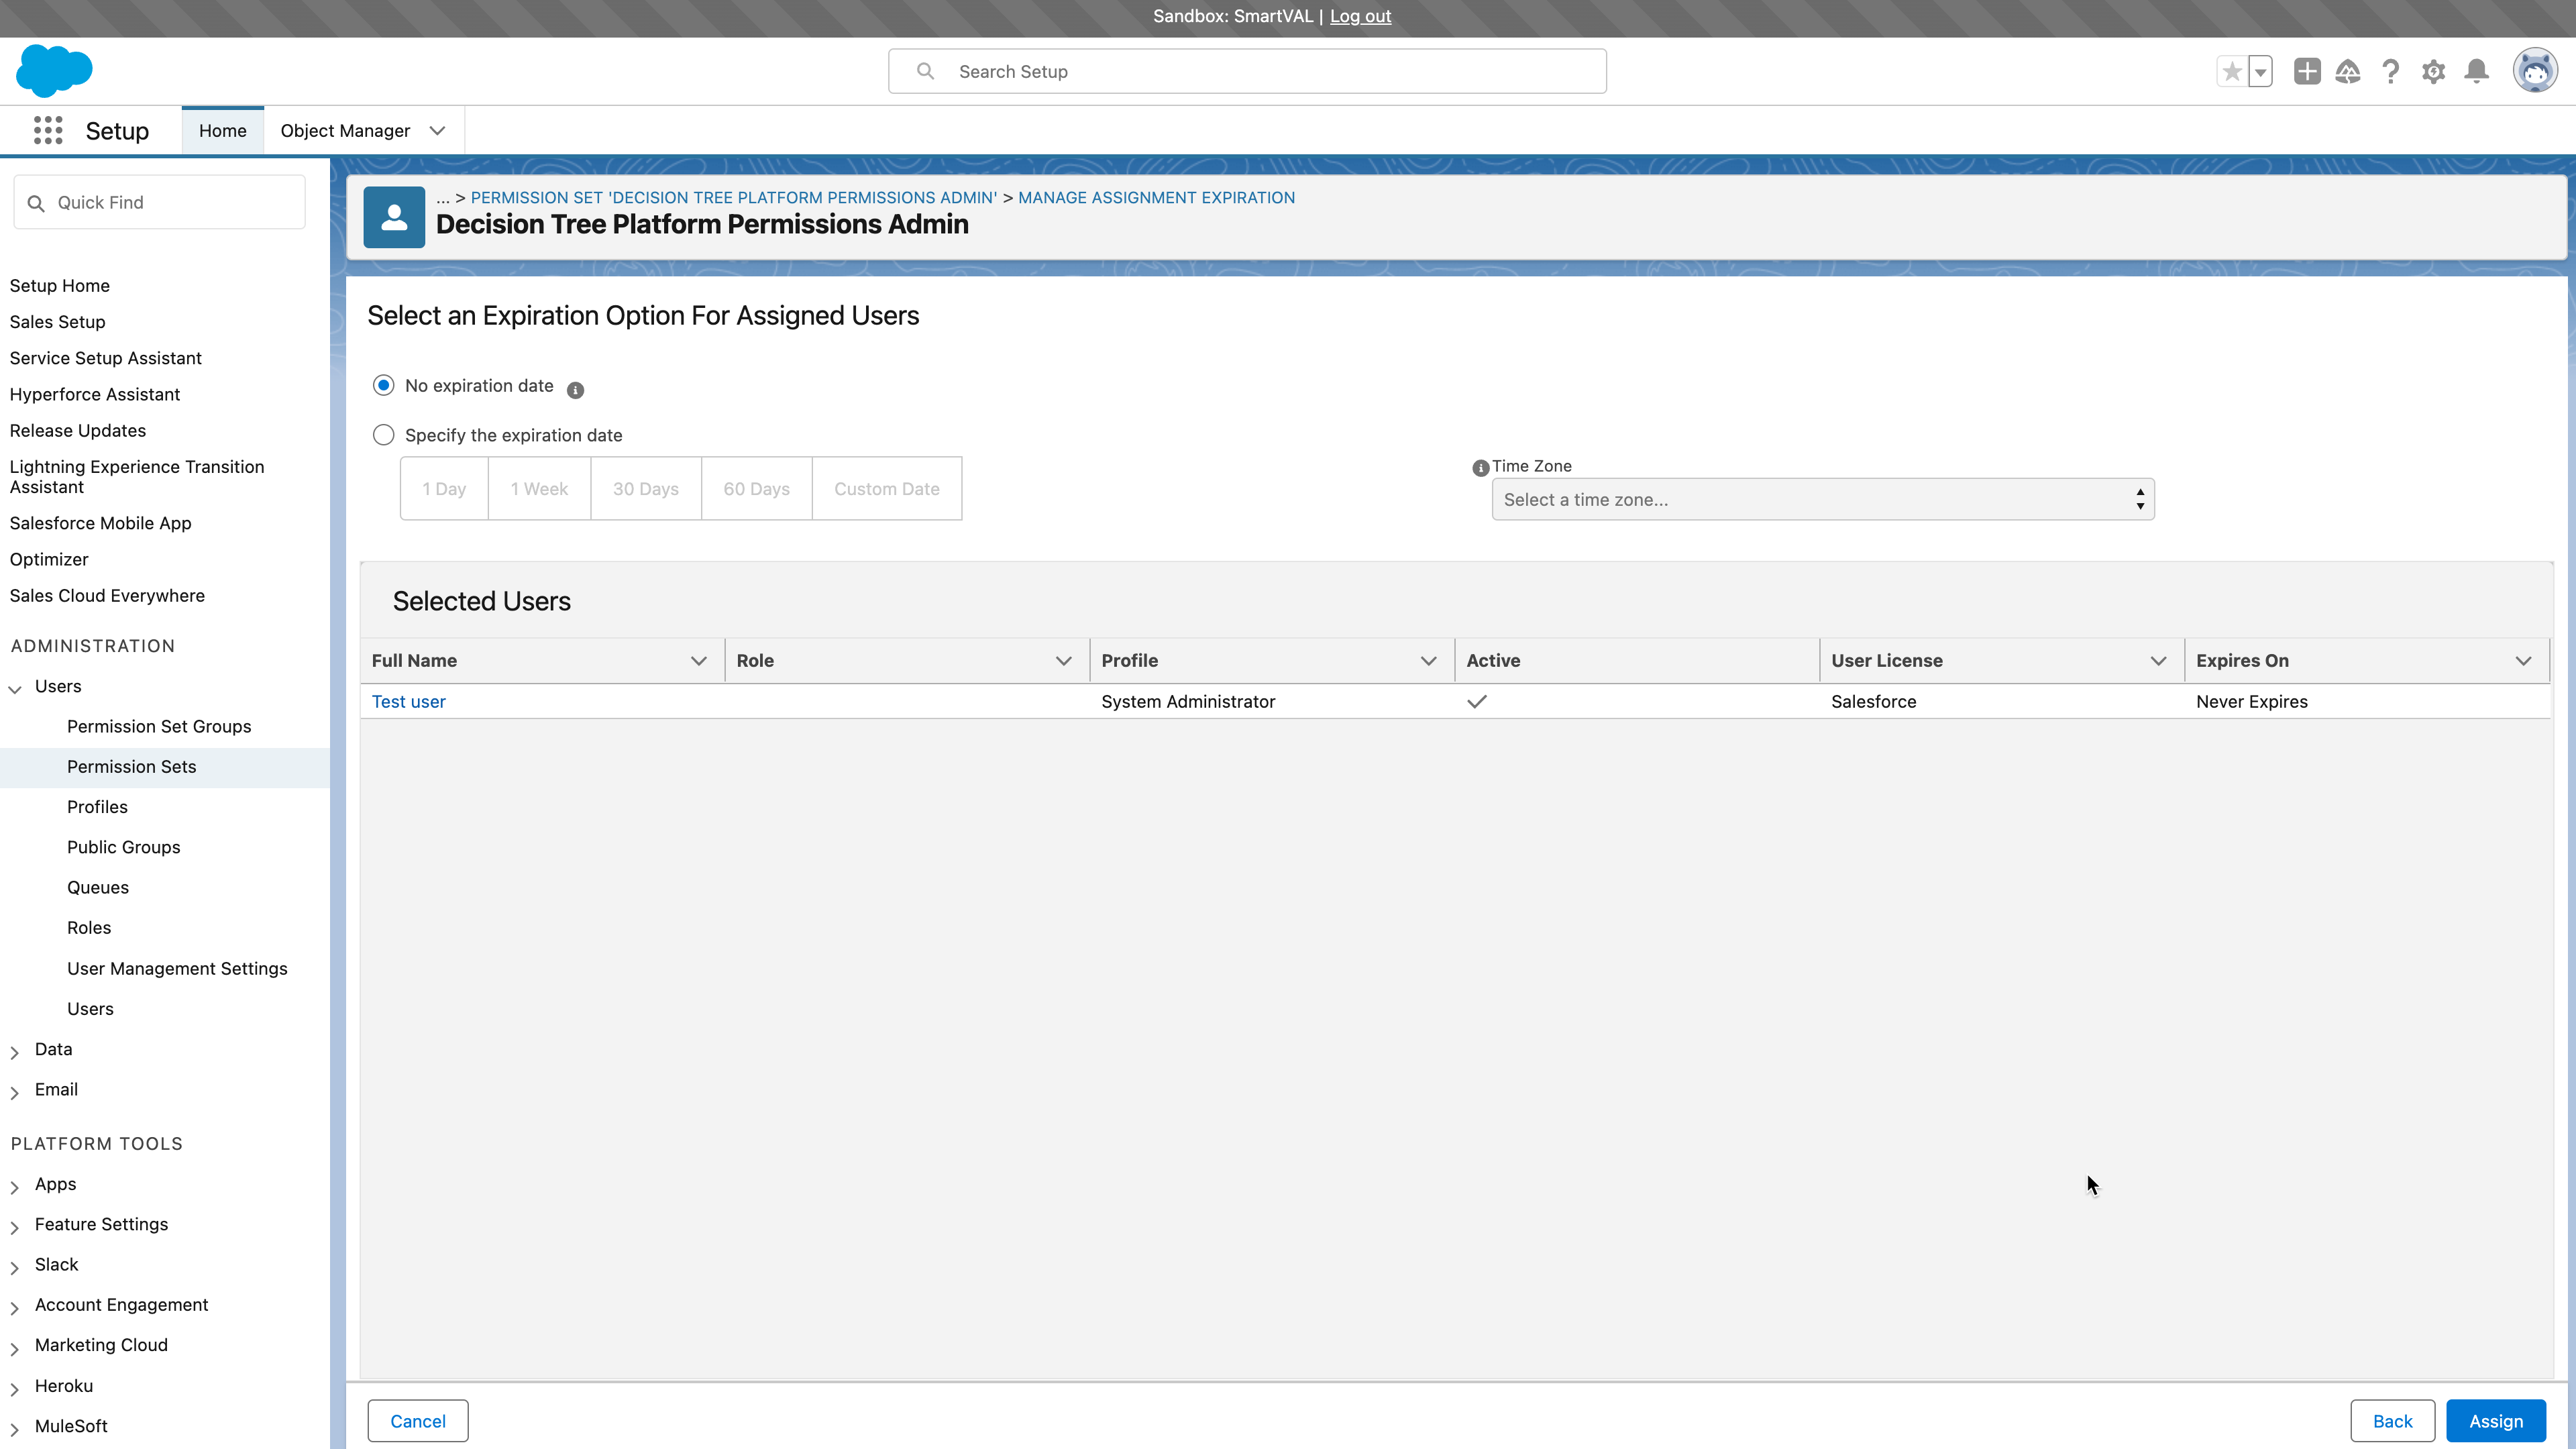 Sandbox: SmartVAL | Log out
Search Setup
Setup
Home
Object Manager
Quick Find
... > PERMISSION SET 'DECISION TREE PLATFORM PERMISSIONS ADMIN' > MANAGE ASSIGNMENT EXPIRATION
Decision Tree Platform Permissions Admin
Setup Home
Sales Setup
Service Setup Assistant
Hyperforce Assistant
Release Updates
Lightning Experience Transition
Assistant
Salesforce Mobile App
Optimizer
Sales Cloud Everywhere
ADMINISTRATION
Users
Permission Set Groups
Permission Sets
Profiles
Public Groups
Queues
Roles
User Management Settings
Users
Data
Email
PLATFORM TOOLS
Apps
Feature Settings
Slack
Account Engagement
Marketing Cloud
Heroku
MuleSoft
Select an Expiration Option For Assigned Users
No expiration date
Specify the expiration date
1 Day
1 Week
30 Days
60 Days
Custom Date
Time Zone
Select a time zone...
Selected Users
Full Name
Role
Profile
Active
User License
Expires On
Test user
System Administrator
Salesforce
Never Expires
Cancel
Back
Assign